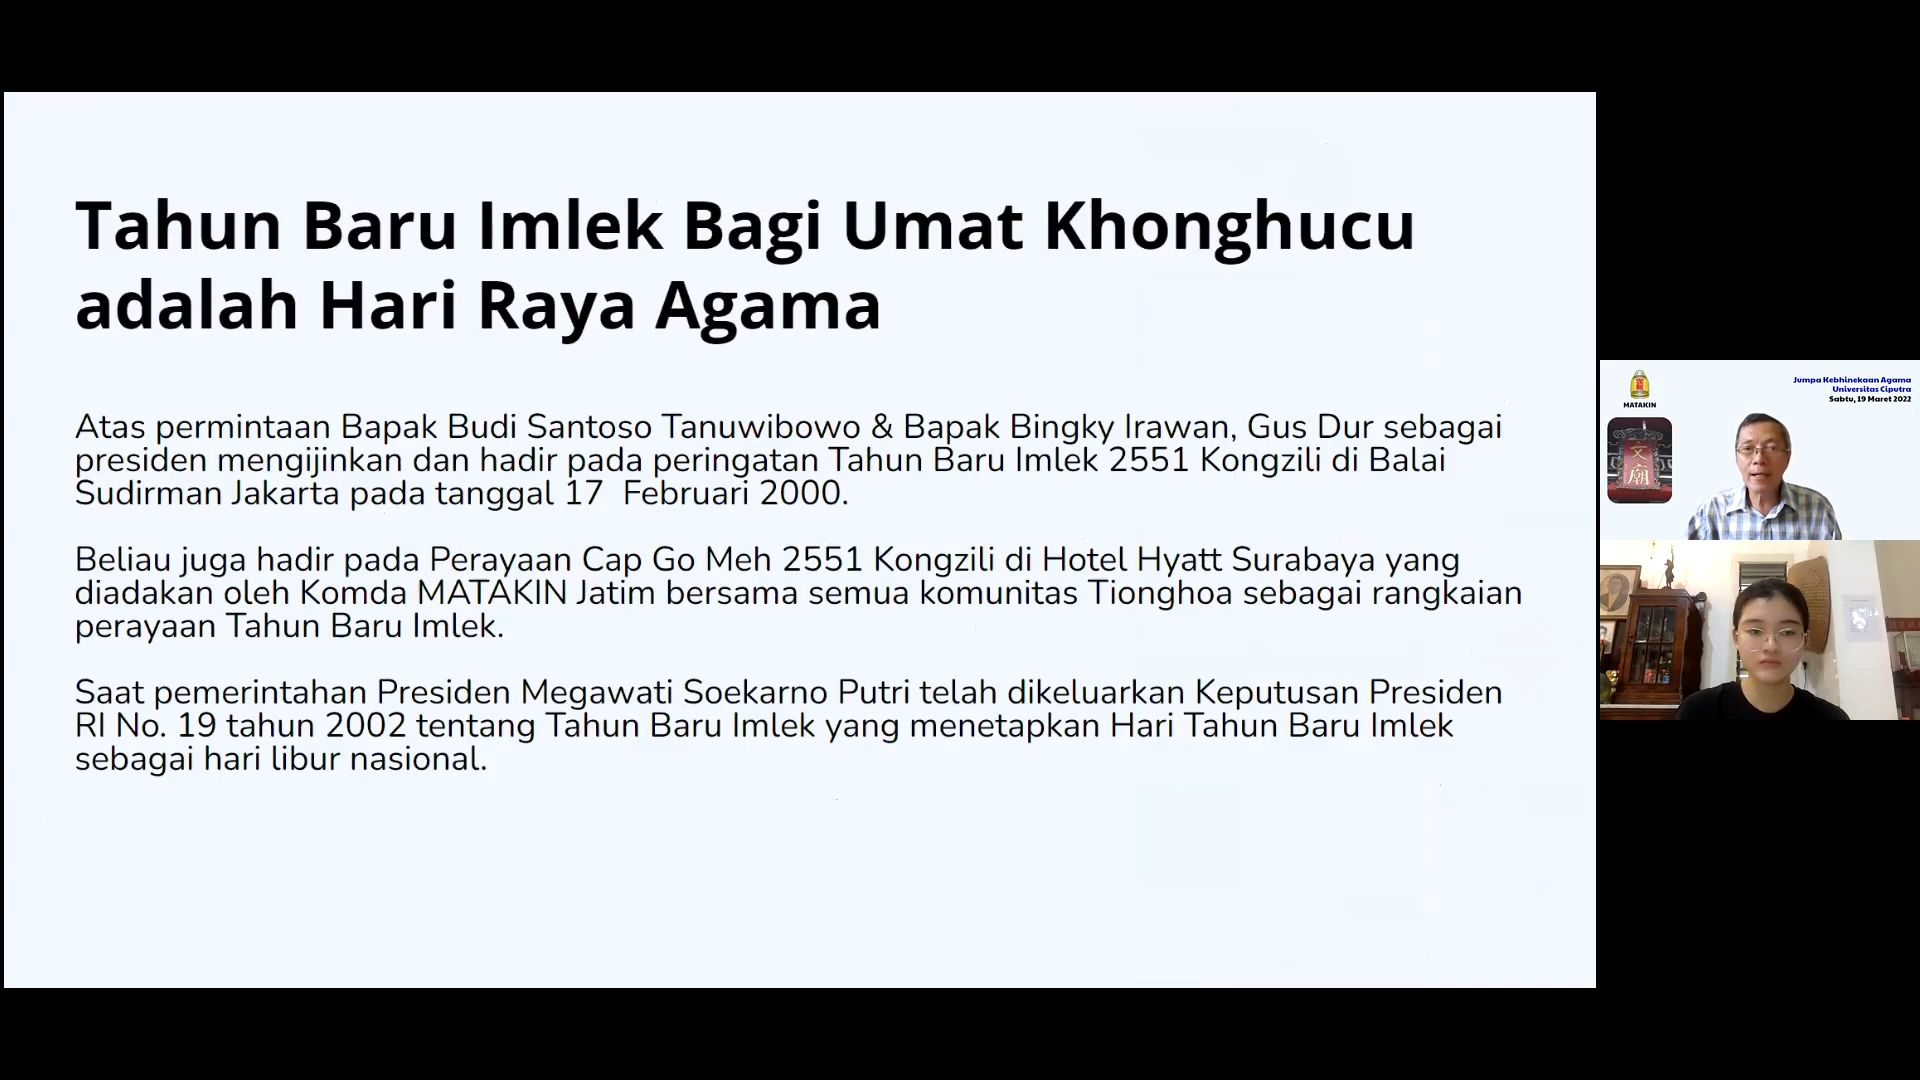 Tahun Baru Imlek Bagi Umat Khonghucu
adalah Hari Raya Agama
Atas permintaan Bapak Budi Santoso Tanuwibowo & Bapak Bingky Irawan, Gus Dur sebagai
presiden mengijinkan dan hadir pada peringatan Tahun Baru Imlek 2551 Kongzili di Balai
Sudirman Jakarta pada tanggal 17  Februari 2000.
Beliau juga hadir pada Perayaan Cap Go Meh 2551 Kongzili di Hotel Hyatt Surabaya yang
diadakan oleh Komda MATAKIN Jatim bersama semua komunitas Tionghoa sebagai rangkaian
perayaan Tahun Baru Imlek.
Saat pemerintahan Presiden Megawati Soekarno Putri telah dikeluarkan Keputusan Presiden
RI No. 19 tahun 2002 tentang Tahun Baru Imlek yang menetapkan Hari Tahun Baru Imlek
sebagai hari libur nasional.
MATAKIN
Jumpa Kebhinekaan Agama
Universitas Ciputra
Sabtu, 19 Maret 2022
文
廟